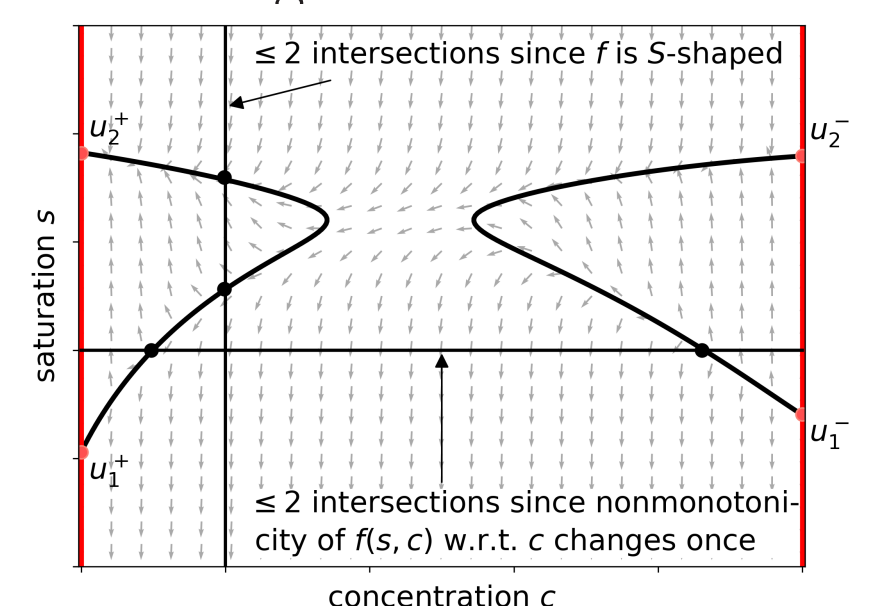 ≤ 2 intersections since f is S-shaped
u₂⁺
u₂⁻
saturation s
u₁⁻
u₁⁺
≤ 2 intersections since nonmonotoni-
city of f(s, c) w.r.t. c changes once
concentration c